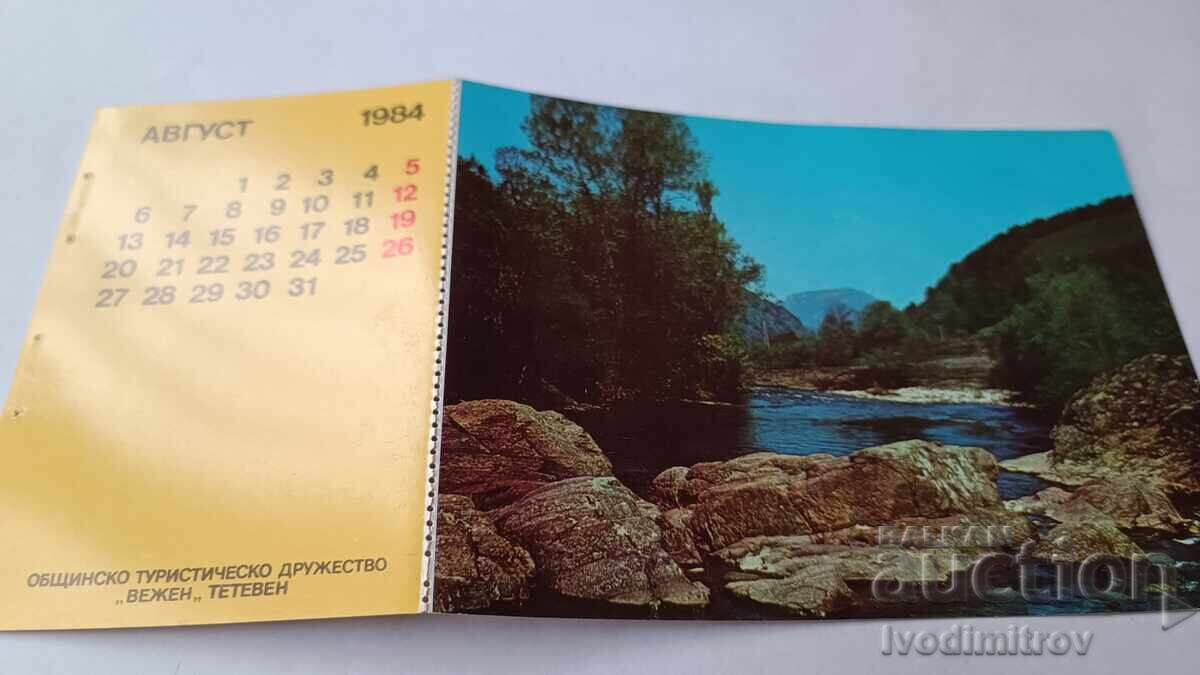 АВГУСТ 1984
1 2 3 4 5
6 7 8 9 10 11 12
13 14 15 16 17 18 19
20 21 22 23 24 25 26
27 28 29 30 31
ОБЩИНСКО ТУРИСТИЧЕСКО ДРУЖЕСТВО
„ВЕЖЕН„ ТЕТЕВЕН
BALKAN
auction
Ivodimitrov